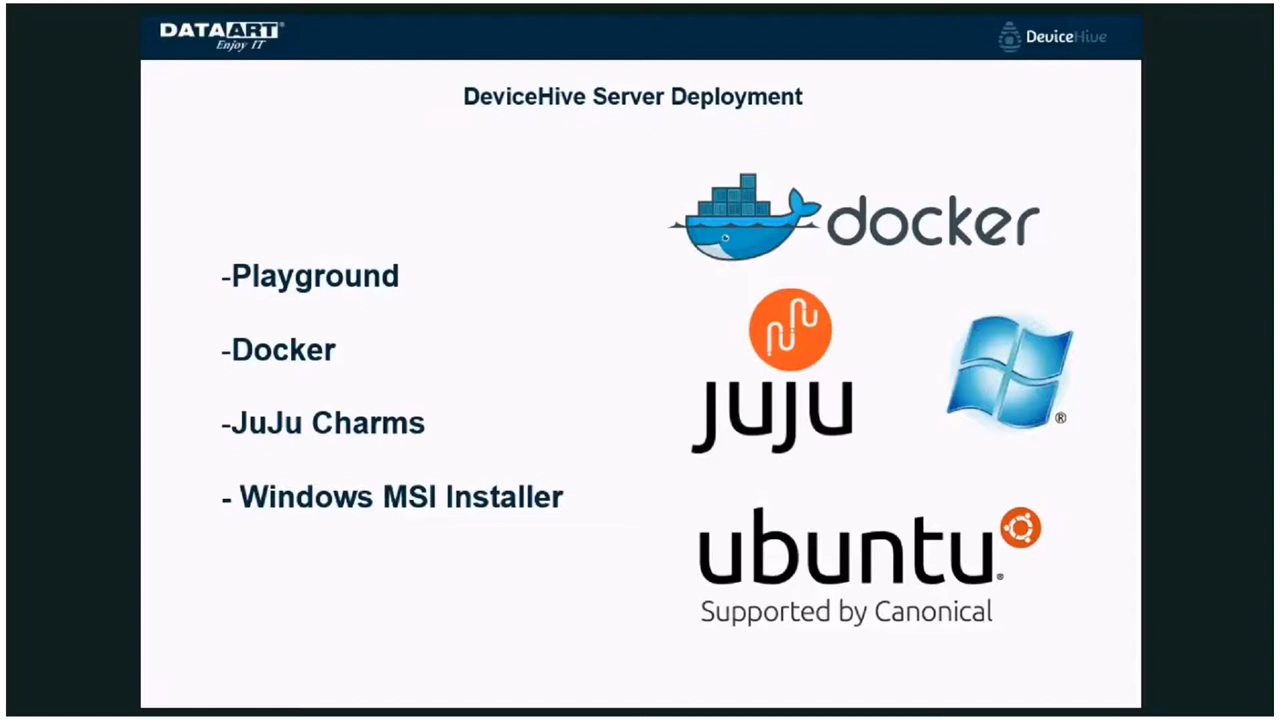 DATAART®
Enjoy IT
DeviceHive
DeviceHive Server Deployment
-Playground
-Docker
-JuJu Charms
- Windows MSI Installer
docker
juju
®
ubuntu®
Supported by Canonical